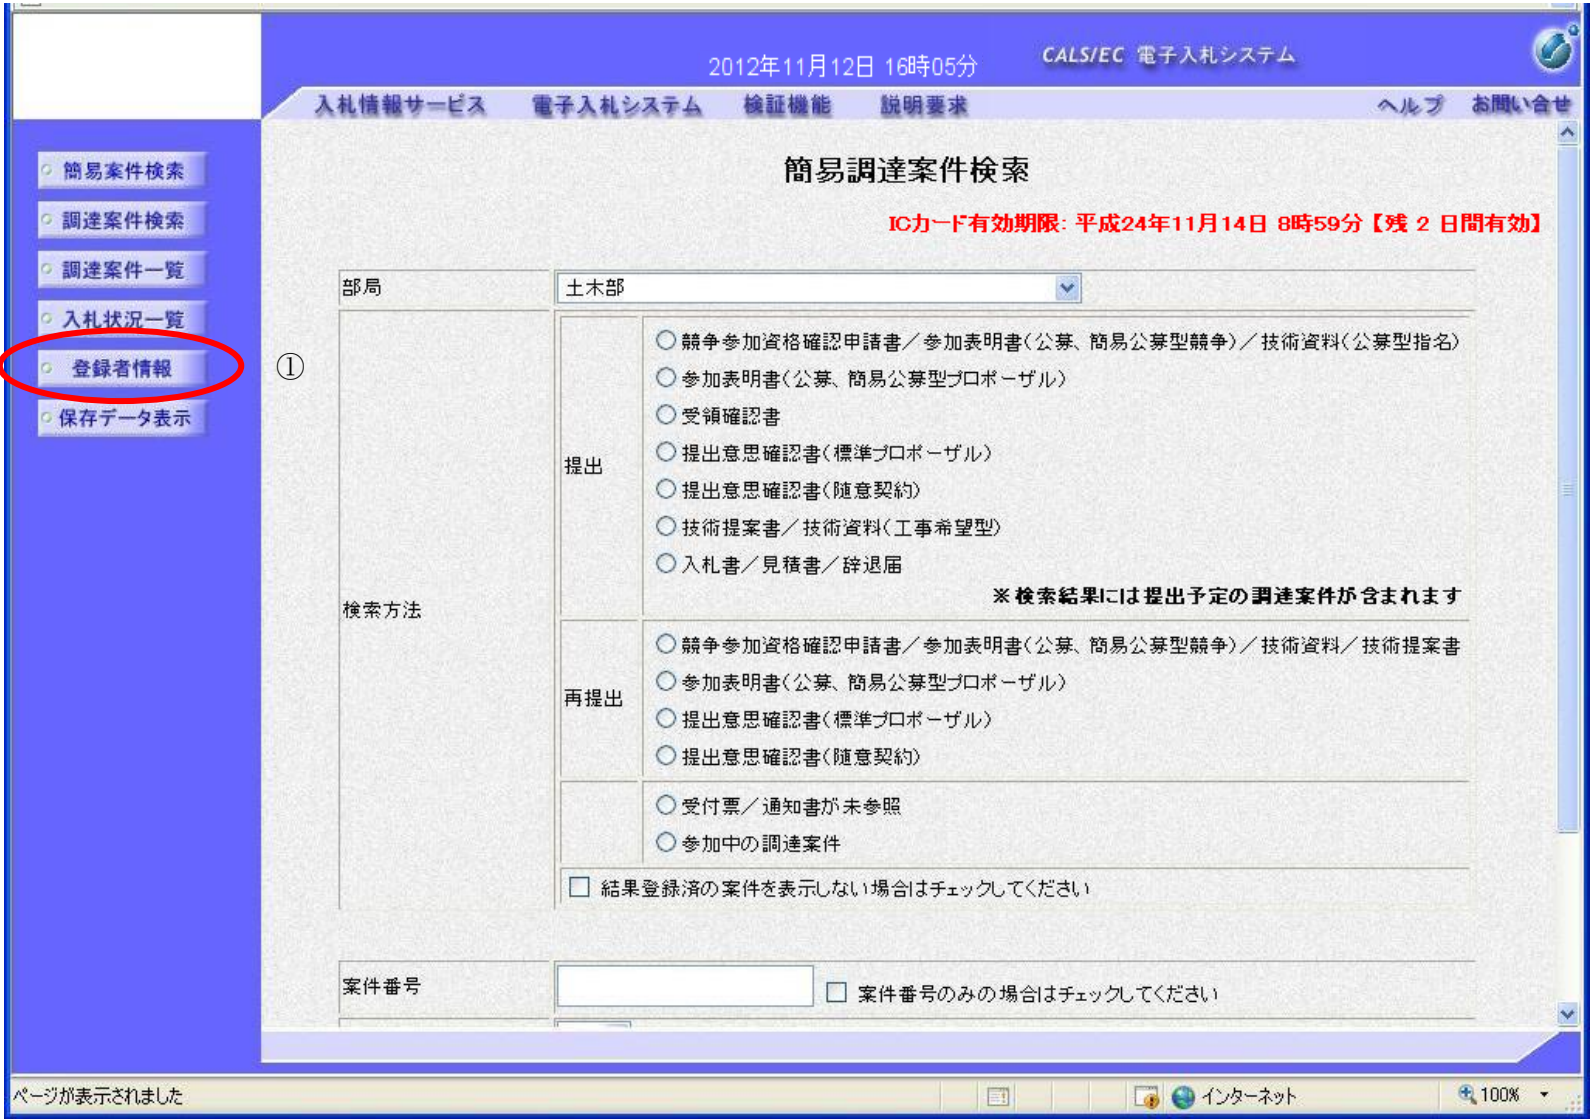 2012年11月12日 16時05分
CALS/EC 電子入札システム
入札情報サービス 電子入札システム 検証機能 説明要求 ヘルプ お問い合せ
簡易案件検索
調達案件検索
調達案件一覧
入札状況一覧
登録者情報
①
保存データ表示
簡易調達案件検索
ICカード有効期限: 平成24年11月14日 8時59分【残 2 日間有効】
部局
土木部
検索方法
提出
競争参加資格確認申請書／参加表明書(公募、簡易公募型競争)／技術資料(公募型指名)
参加表明書(公募、簡易公募型プロポーザル)
受領確認書
提出意思確認書(標準プロポーザル)
提出意思確認書(随意契約)
技術提案書／技術資料(工事希望型)
入札書／見積書／辞退届
※検索結果には提出予定の調達案件が含まれます
再提出
競争参加資格確認申請書／参加表明書(公募、簡易公募型競争)／技術資料／技術提案書
参加表明書(公募、簡易公募型プロポーザル)
提出意思確認書(標準プロポーザル)
提出意思確認書(随意契約)
受付票／通知書が未参照
参加中の調達案件
結果登録済の案件を表示しない場合はチェックしてください
案件番号
案件番号のみの場合はチェックしてください
ページが表示されました
インターネット
100%